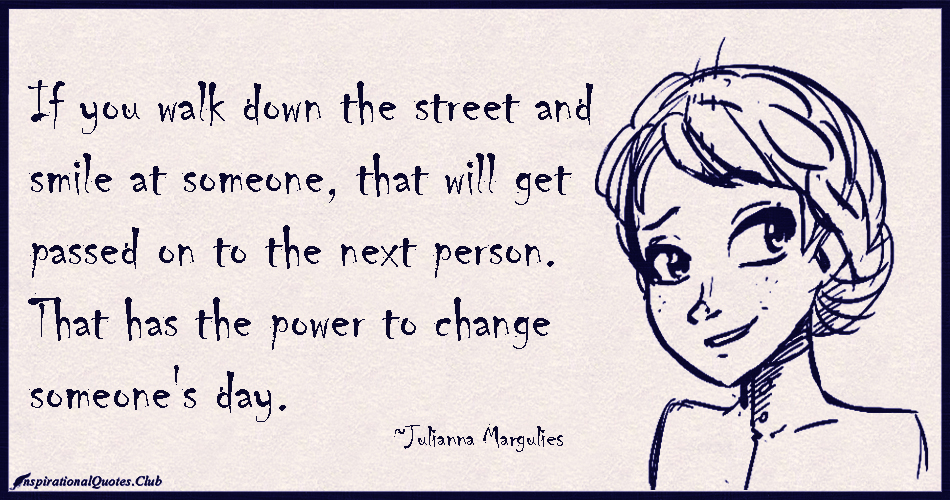 If you walk down the street and
smile at someone, that will get
passed on to the next person.
That has the power to change
someone's day.
~Julianna Margulies
InspirationalQuotes.Club